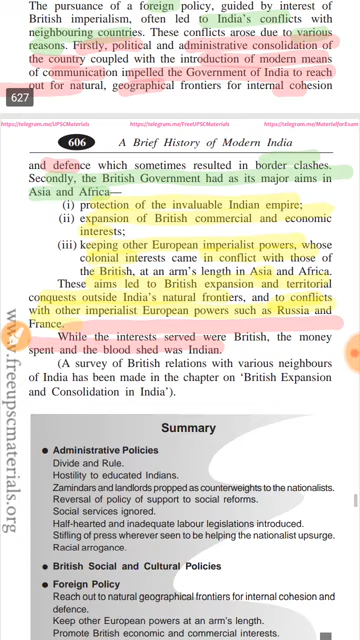 The pursuance of a foreign policy, guided by interest of
British imperialism, often led to India's conflicts with
neighbouring countries. These conflicts arose due to various
reasons. Firstly, political and administrative consolidation of
the country coupled with the introduction of modern means
of communication impelled the Government of India to reach
out for natural, geographical frontiers for internal cohesion
627
https://telegram.me/UPSCMaterials https://telegram.me/FreeUPSCMaterials https://telegram.me/MaterialforExam
606 A Brief History of Modern India
and defence which sometimes resulted in border clashes.
Secondly, the British Government had as its major aims in
Asia and Africa—
(i) protection of the invaluable Indian empire;
(ii) expansion of British commercial and economic
interests;
(iii) keeping other European imperialist powers, whose
colonial interests came in conflict with those of
the British, at an arm's length in Asia and Africa.
These aims led to British expansion and territorial
conquests outside India's natural frontiers, and to conflicts
with other imperialist European powers such as Russia and
France.
While the interests served were British, the money
spent and the blood shed was Indian.
(A survey of British relations with various neighbours
of India has been made in the chapter on 'British Expansion
and Consolidation in India').
www.freeupscmaterials.org
Summary
● Administrative Policies
Divide and Rule.
Hostility to educated Indians.
Zamindars and landlords propped as counterweights to the nationalists.
Reversal of policy of support to social reforms.
Social services ignored.
Half-hearted and inadequate labour legislations introduced.
Stifling of press wherever seen to be helping the nationalist upsurge.
Racial arrogance.
● British Social and Cultural Policies
● Foreign Policy
Reach out to natural geographical frontiers for internal cohesion and
defence.
Keep other European powers at an arm's length.
Promote British economic and commercial interests.